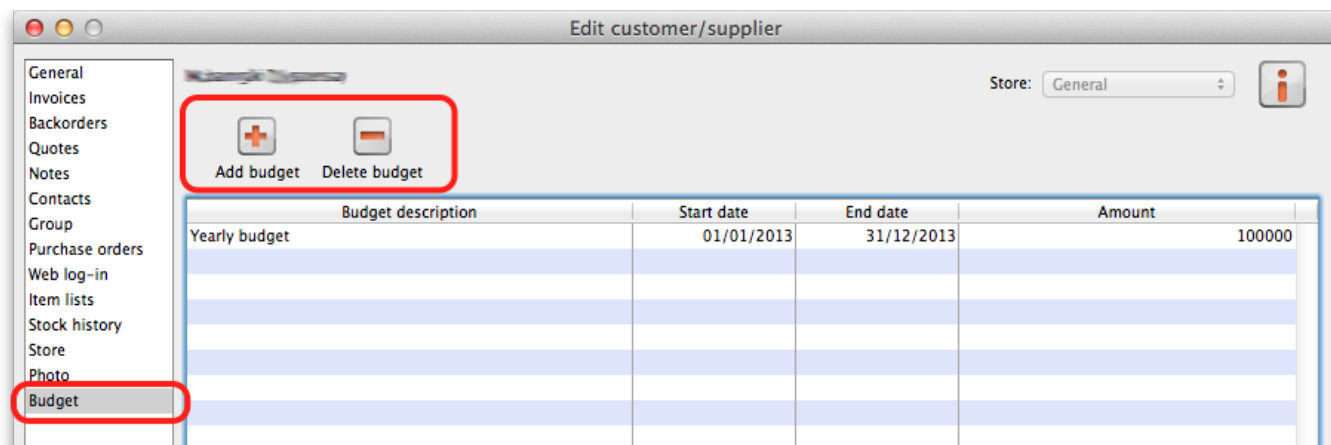 Edit customer/supplier
General
Invoices
Backorders
Quotes
Notes
Contacts
Group
Purchase orders
Web log-in
Item lists
Stock history
Store
Photo
Budget
Store: General
Add budget Delete budget
Budget description Start date End date Amount
Yearly budget 01/01/2013 31/12/2013 100000